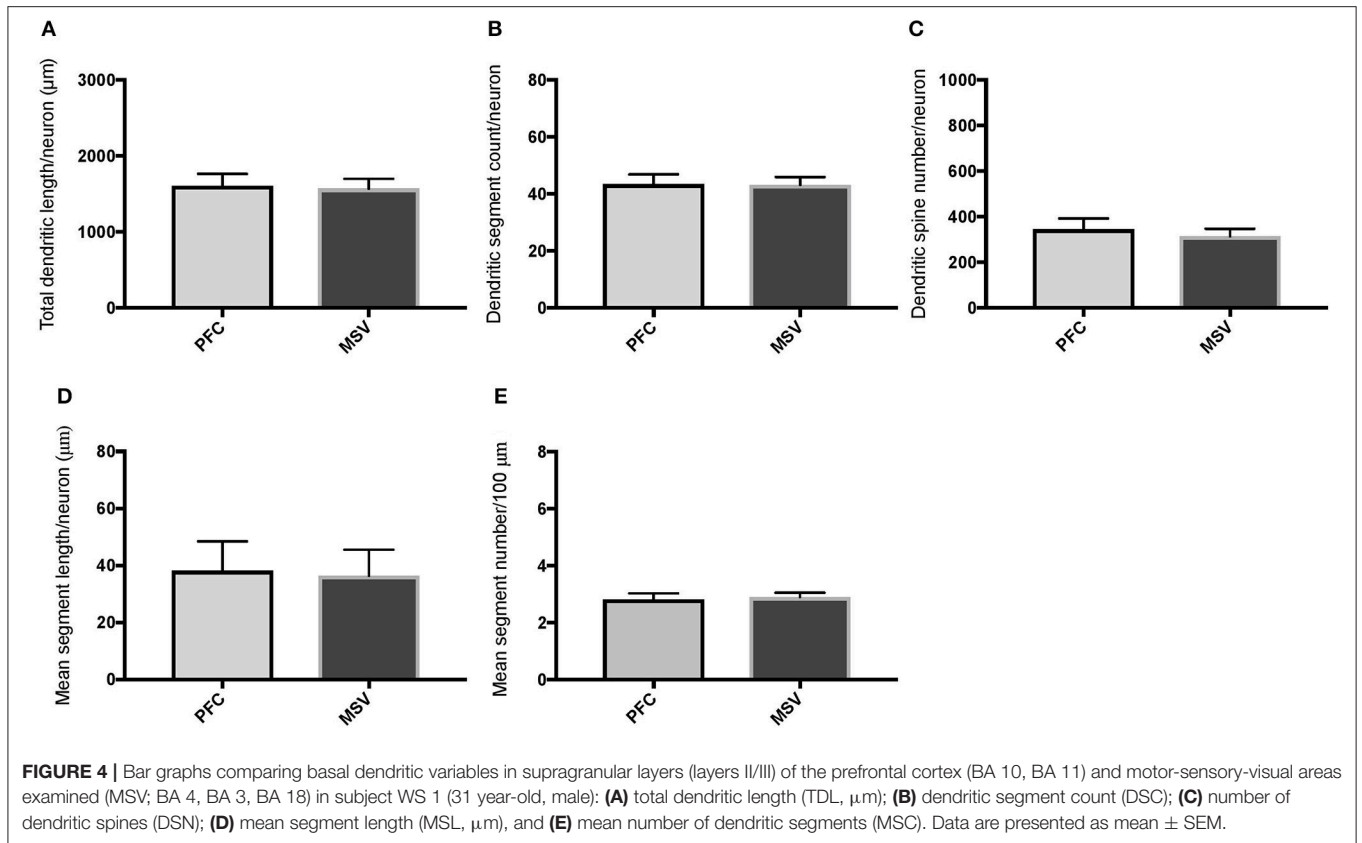 A
Total dendritic length/neuron (μm)
3000
2000
1000
0
PFC
MSV
B
Dendritic segment count/neuron
80
60
40
20
0
PFC
MSV
C
Dendritic spine number/neuron
1000
800
600
400
200
0
PFC
MSV
D
Mean segment length/neuron (μm)
80
60
40
20
0
PFC
MSV
E
Mean segment number/100 μm
8
6
4
2
0
PFC
MSV
FIGURE 4 | Bar graphs comparing basal dendritic variables in supragranular layers (layers II/III) of the prefrontal cortex (BA 10, BA 11) and motor-sensory-visual areas
examined (MSV; BA 4, BA 3, BA 18) in subject WS 1 (31 year-old, male): (A) total dendritic length (TDL, μm); (B) dendritic segment count (DSC); (C) number of
dendritic spines (DSN); (D) mean segment length (MSL, μm), and (E) mean number of dendritic segments (MSC). Data are presented as mean ± SEM.